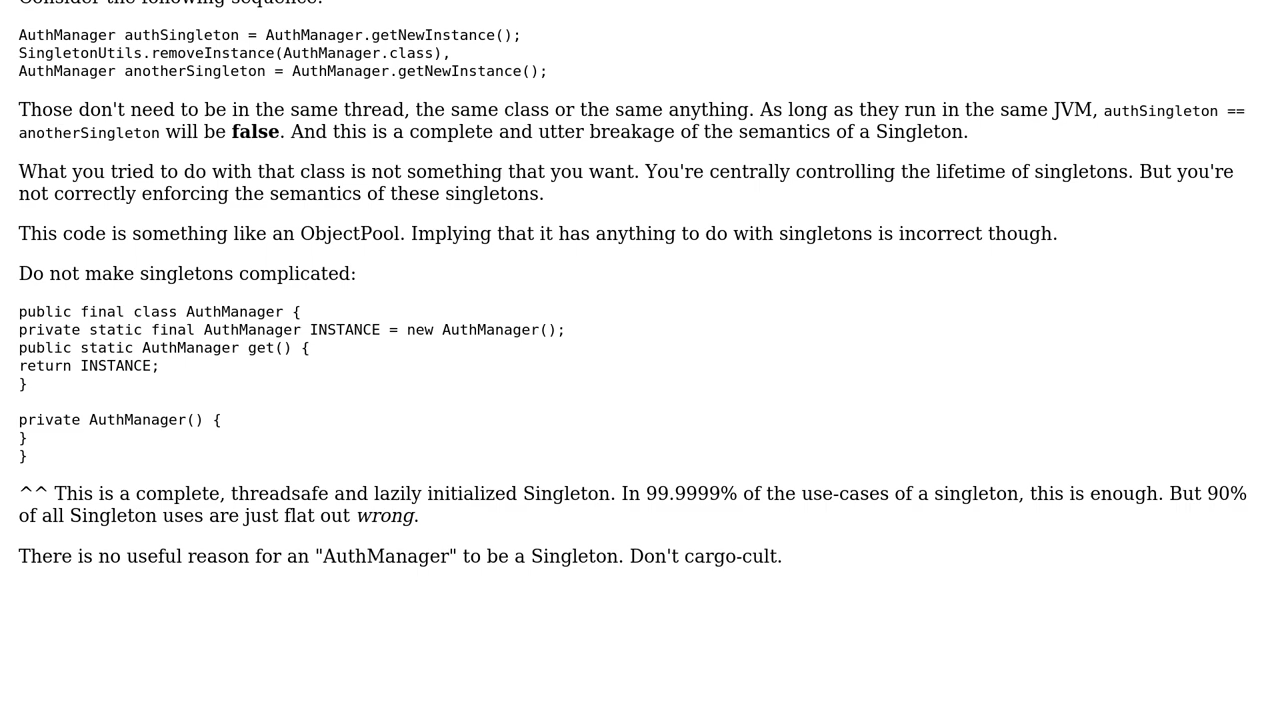 Consider the following sequence:
AuthManager authSingleton = AuthManager.getNewInstance();
SingletonUtils.removeInstance(AuthManager.class),
AuthManager anotherSingleton = AuthManager.getNewInstance();
Those don't need to be in the same thread, the same class or the same anything. As long as they run in the same JVM, authSingleton ==
anotherSingleton will be false. And this is a complete and utter breakage of the semantics of a Singleton.
What you tried to do with that class is not something that you want. You're centrally controlling the lifetime of singletons. But you're
not correctly enforcing the semantics of these singletons.
This code is something like an ObjectPool. Implying that it has anything to do with singletons is incorrect though.
Do not make singletons complicated:
public final class AuthManager {
private static final AuthManager INSTANCE = new AuthManager();
public static AuthManager get() {
return INSTANCE;
}
private AuthManager() {
}
}
^^ This is a complete, threadsafe and lazily initialized Singleton. In 99.9999% of the use-cases of a singleton, this is enough. But 90%
of all Singleton uses are just flat out wrong.
There is no useful reason for an "AuthManager" to be a Singleton. Don't cargo-cult.